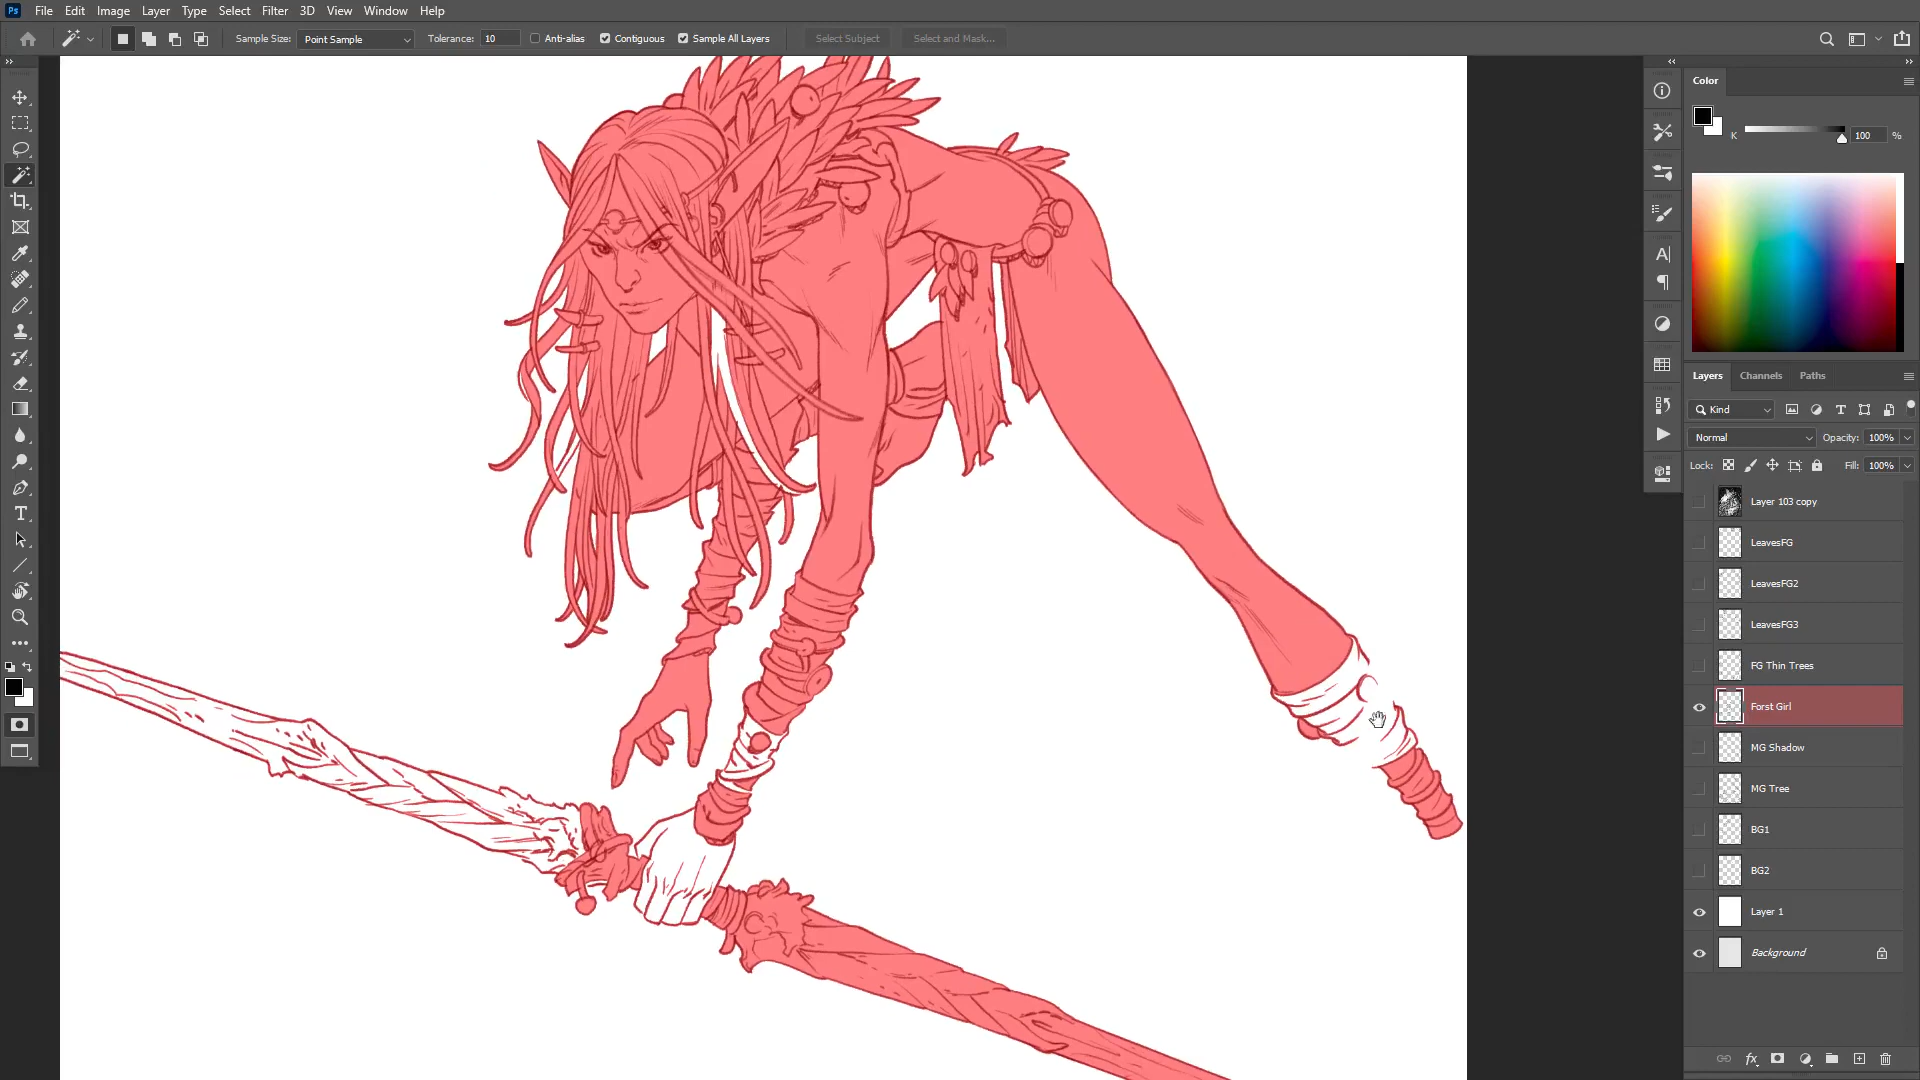 Ps File Edit Image Layer Type Select Filter 3D View Window Help
Sample Size: Point Sample Tolerance: 10 Anti-alias Contiguous Sample All Layers Select Subject Select and Mask...
Color
K 100 %
Layers Channels Paths
Kind
Normal Opacity: 100%
Lock: Fill: 100%
Layer 103 copy
LeavesFG
LeavesFG2
LeavesFG3
FG Thin Trees
Forst Girl
MG Shadow
MG Tree
BG1
BG2
Layer 1
Background